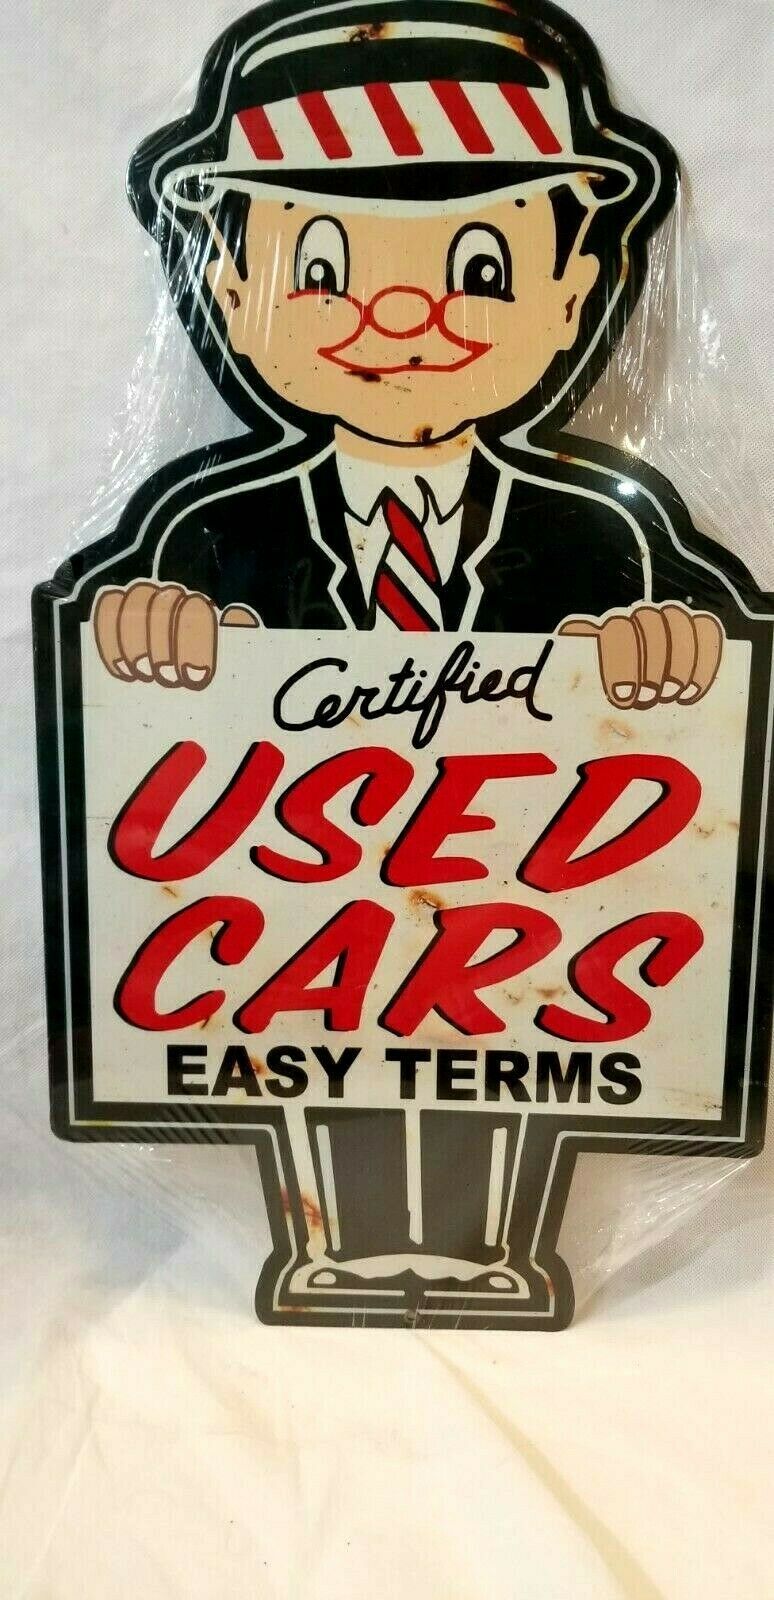 Certified
USED
CARS
EASY TERMS